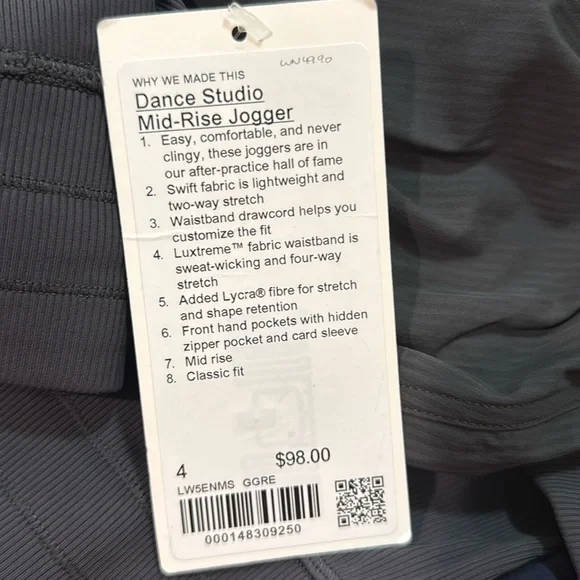 WN4990
WHY WE MADE THIS
Dance Studio
Mid-Rise Jogger
1. Easy, comfortable, and never
clingy, these joggers are in
our after-practice hall of fame
2. Swift fabric is lightweight and
two-way stretch
3. Waistband drawcord helps you
customize the fit
4. Luxtreme™ fabric waistband is
sweat-wicking and four-way
stretch
5. Added Lycra® fibre for stretch
and shape retention
6. Front hand pockets with hidden
zipper pocket and card sleeve
7. Mid rise
8. Classic fit
4 $98.00
LW5ENMS GGRE
000148309250